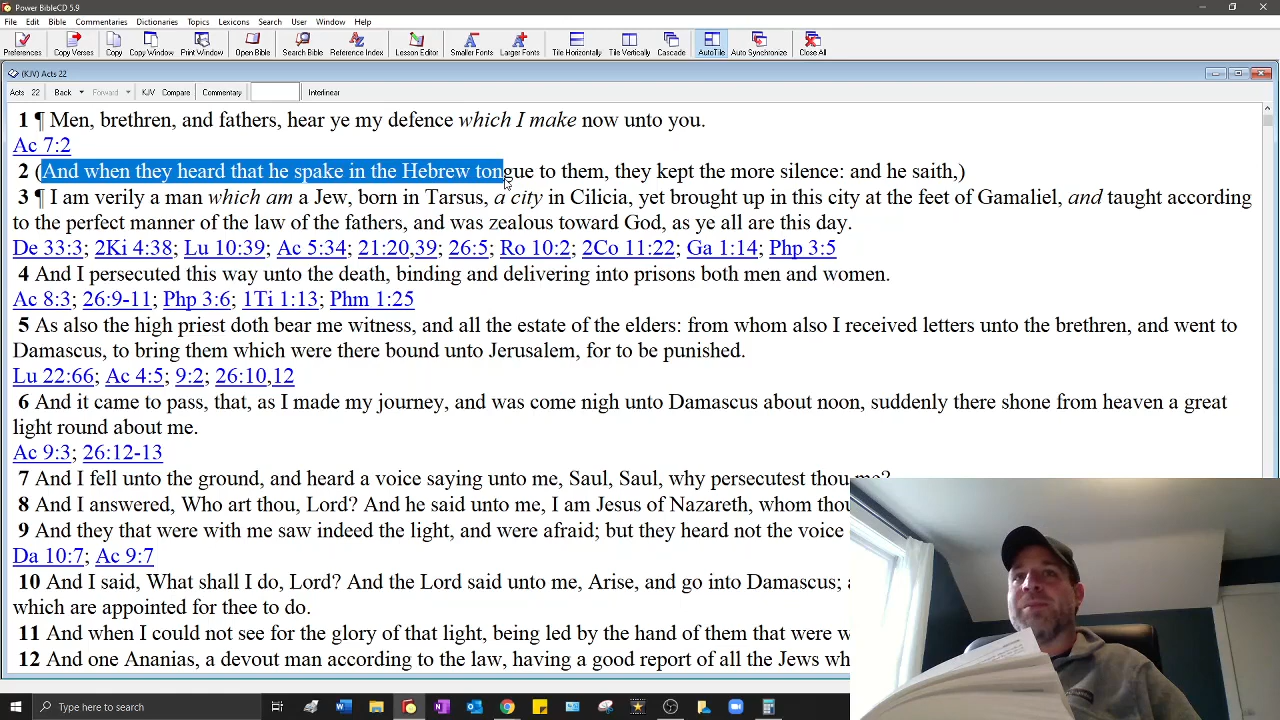 Power BibleCD 5.9
File Edit Bible Commentaries Dictionaries Topics Lexicons Search User Window Help
Preferences Copy Verses Copy Copy Window Print Window Open Bible Search Bible Reference Index Lesson Editor Smaller Fonts Larger Fonts Tile Horizontally Tile Vertically Cascade AutoTile Auto Synchronize Close All
(KJV) Acts 22
Acts 22 Back Forward KJV Compare Commentary Interlinear
1 ¶ Men, brethren, and fathers, hear ye my defence which I make now unto you.
Ac 7:2
2 (And when they heard that he spake in the Hebrew tongue to them, they kept the more silence: and he saith,)
3 ¶ I am verily a man which am a Jew, born in Tarsus, a city in Cilicia, yet brought up in this city at the feet of Gamaliel, and taught according
to the perfect manner of the law of the fathers, and was zealous toward God, as ye all are this day.
De 33:3; 2Ki 4:38; Lu 10:39; Ac 5:34; 21:20,39; 26:5; Ro 10:2; 2Co 11:22; Ga 1:14; Php 3:5
4 And I persecuted this way unto the death, binding and delivering into prisons both men and women.
Ac 8:3; 26:9-11; Php 3:6; 1Ti 1:13; Phm 1:25
5 As also the high priest doth bear me witness, and all the estate of the elders: from whom also I received letters unto the brethren, and went to
Damascus, to bring them which were there bound unto Jerusalem, for to be punished.
Lu 22:66; Ac 4:5; 9:2; 26:10,12
6 And it came to pass, that, as I made my journey, and was come nigh unto Damascus about noon, suddenly there shone from heaven a great
light round about me.
Ac 9:3; 26:12-13
7 And I fell unto the ground, and heard a voice saying unto me, Saul, Saul, why persecutest thou me?
8 And I answered, Who art thou, Lord? And he said unto me, I am Jesus of Nazareth, whom thou
9 And they that were with me saw indeed the light, and were afraid; but they heard not the voice
Da 10:7; Ac 9:7
10 And I said, What shall I do, Lord? And the Lord said unto me, Arise, and go into Damascus;
which are appointed for thee to do.
11 And when I could not see for the glory of that light, being led by the hand of them that were
12 And one Ananias, a devout man according to the law, having a good report of all the Jews
Type here to search